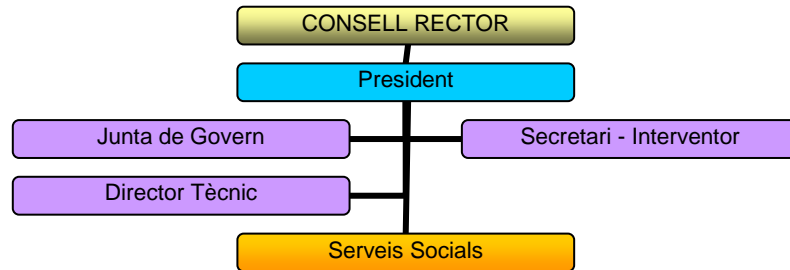 CONSELL RECTOR
President
Junta de Govern
Secretari - Interventor
Director Tècnic
Serveis Socials